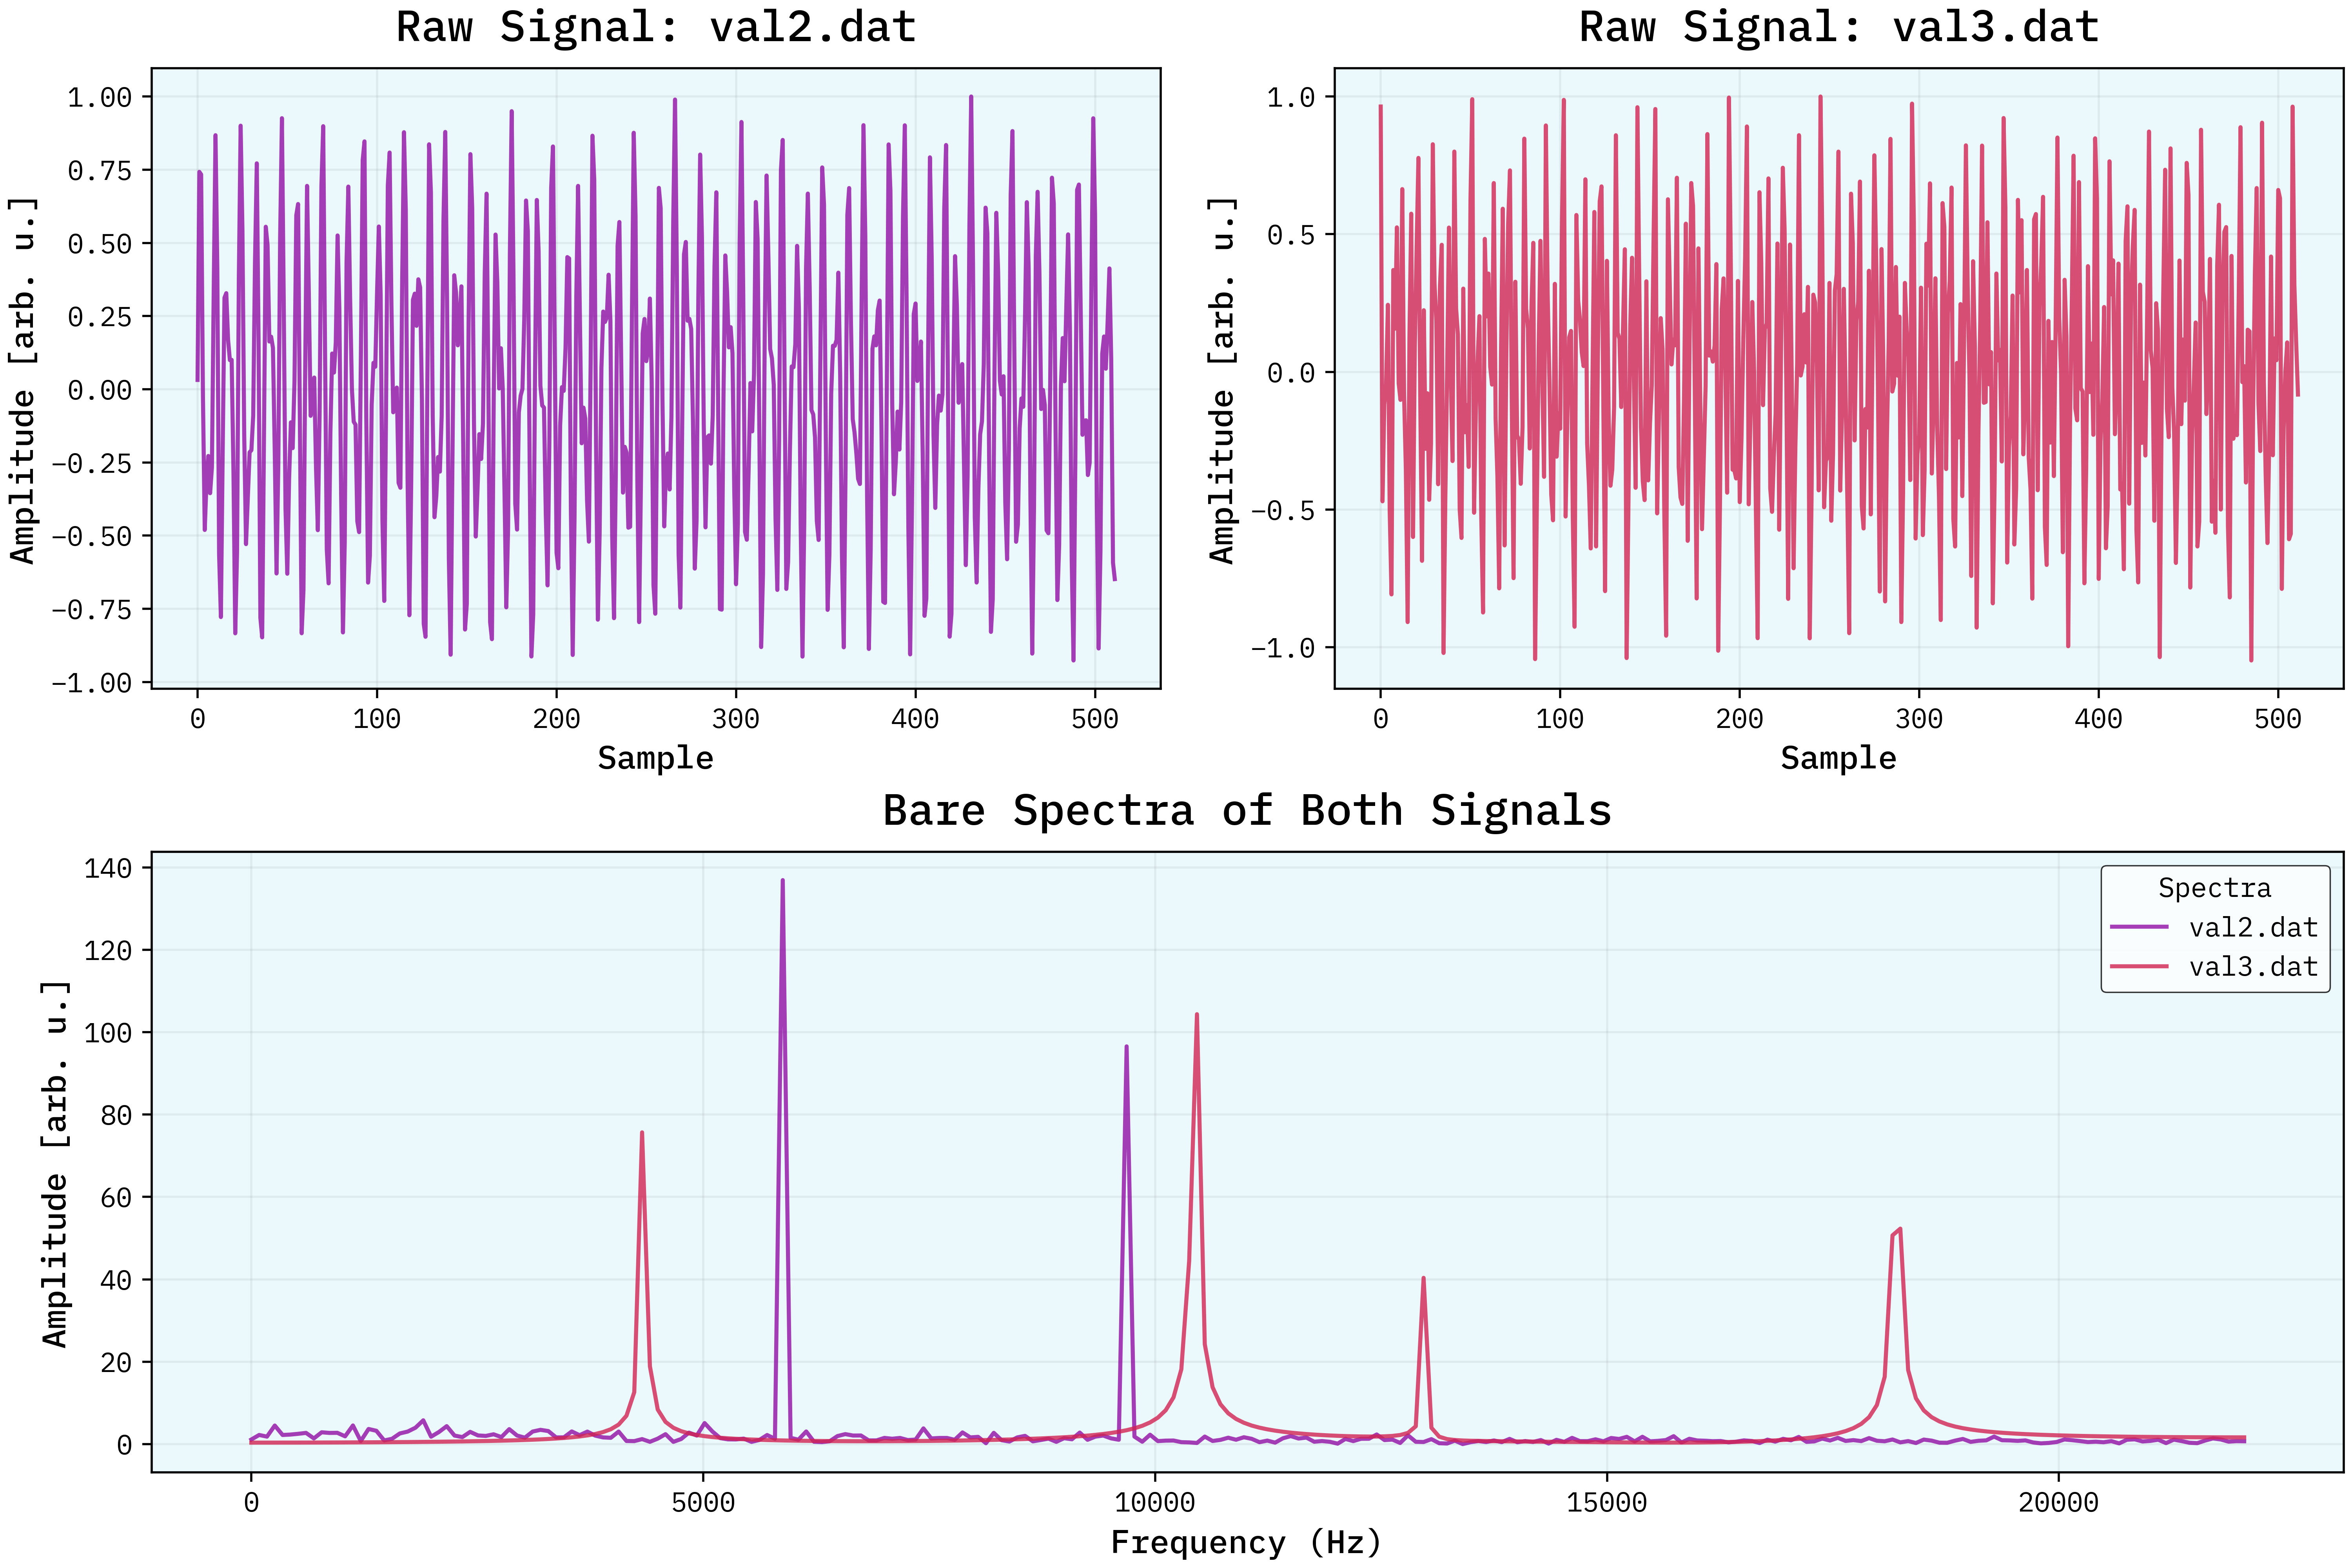 Raw Signal: val2.dat
Amplitude [arb. u.]
1.00
0.75
0.50
0.25
0.00
−0.25
−0.50
−0.75
−1.00
0 100 200 300 400 500
Sample
Raw Signal: val3.dat
Amplitude [arb. u.]
1.0
0.5
0.0
−0.5
−1.0
0 100 200 300 400 500
Sample
Bare Spectra of Both Signals
Amplitude [arb. u.]
140
120
100
80
60
40
20
0
0 5000 10000 15000 20000
Frequency (Hz)
Spectra
val2.dat
val3.dat